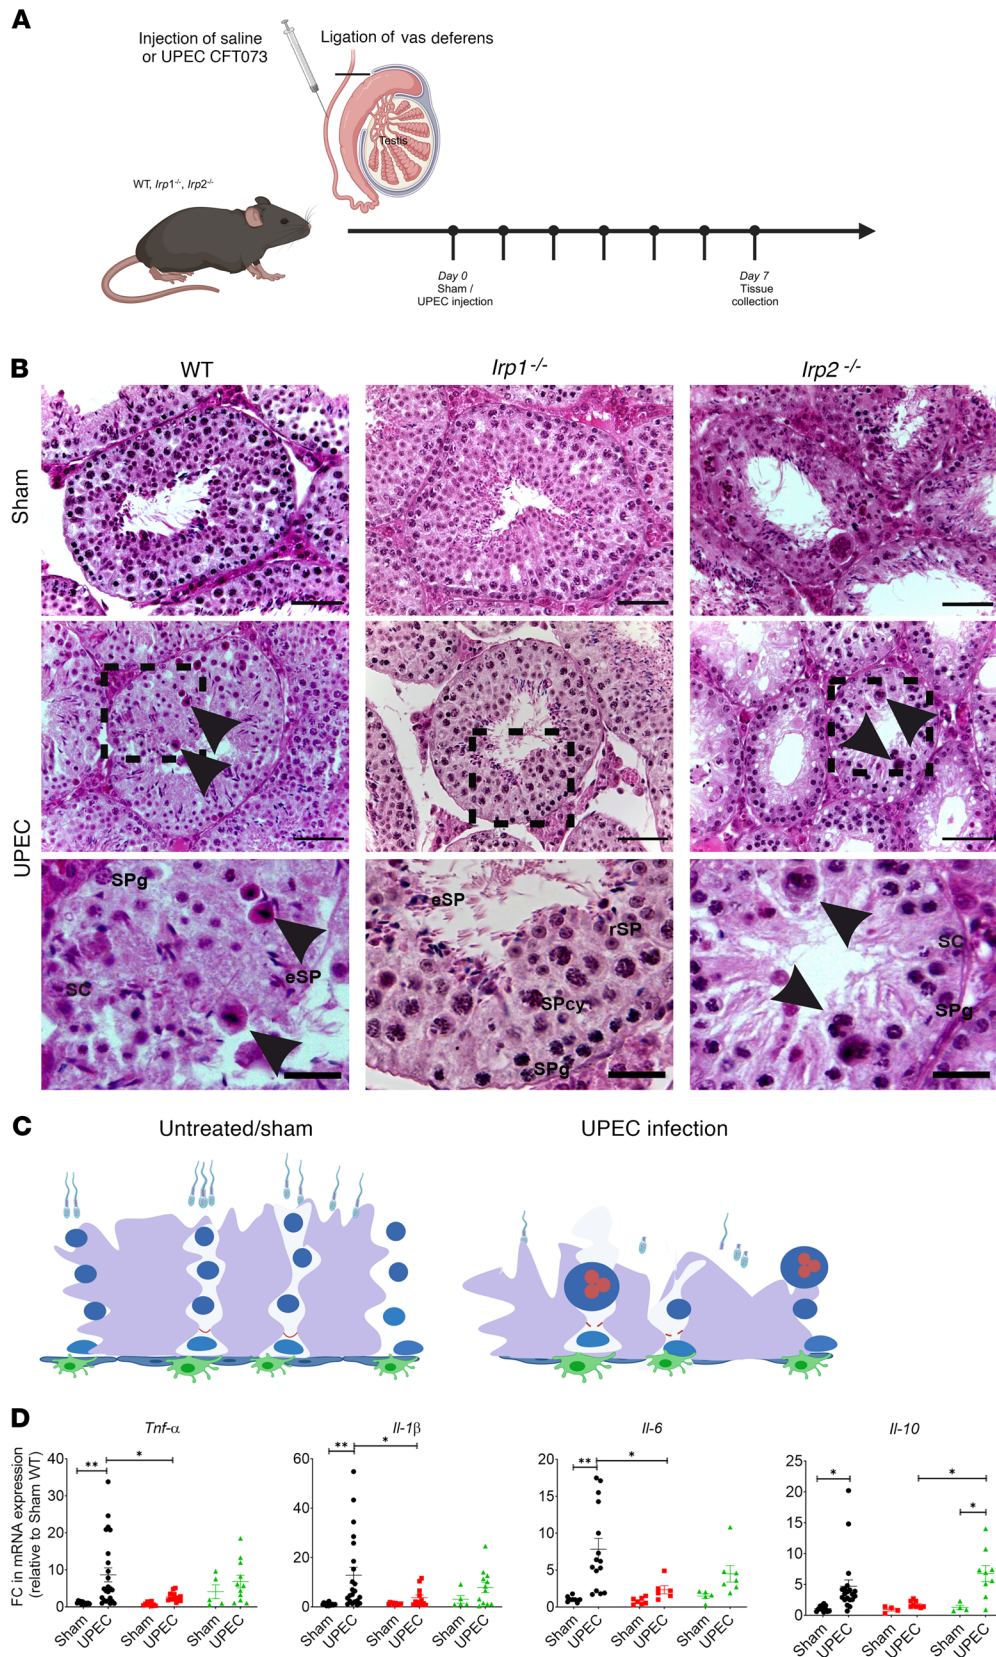 A
Injection of saline
or UPEC CFT073
Ligation of vas deferens
Testis
WT, Irp1-/-, Irp2-/-
Day 0
Sham /
UPEC injection
Day 7
Tissue
collection
B
WT
Irp1-/-
Irp2-/-
Sham
UPEC
SPg
SC
eSP
eSP
rSP
SPcy
SPg
SC
SPg
C
Untreated/sham
UPEC infection
D
Tnf-α
Il-1β
Il-6
Il-10
FC in mRNA expression
(relative to Sham WT)
40
30
20
10
0
**
*
Sham
UPEC
Sham
UPEC
Sham
UPEC
60
40
20
0
**
*
Sham
UPEC
Sham
UPEC
Sham
UPEC
20
15
10
5
0
**
*
Sham
UPEC
Sham
UPEC
Sham
UPEC
25
20
15
10
5
0
*
*
*
Sham
UPEC
Sham
UPEC
Sham
UPEC